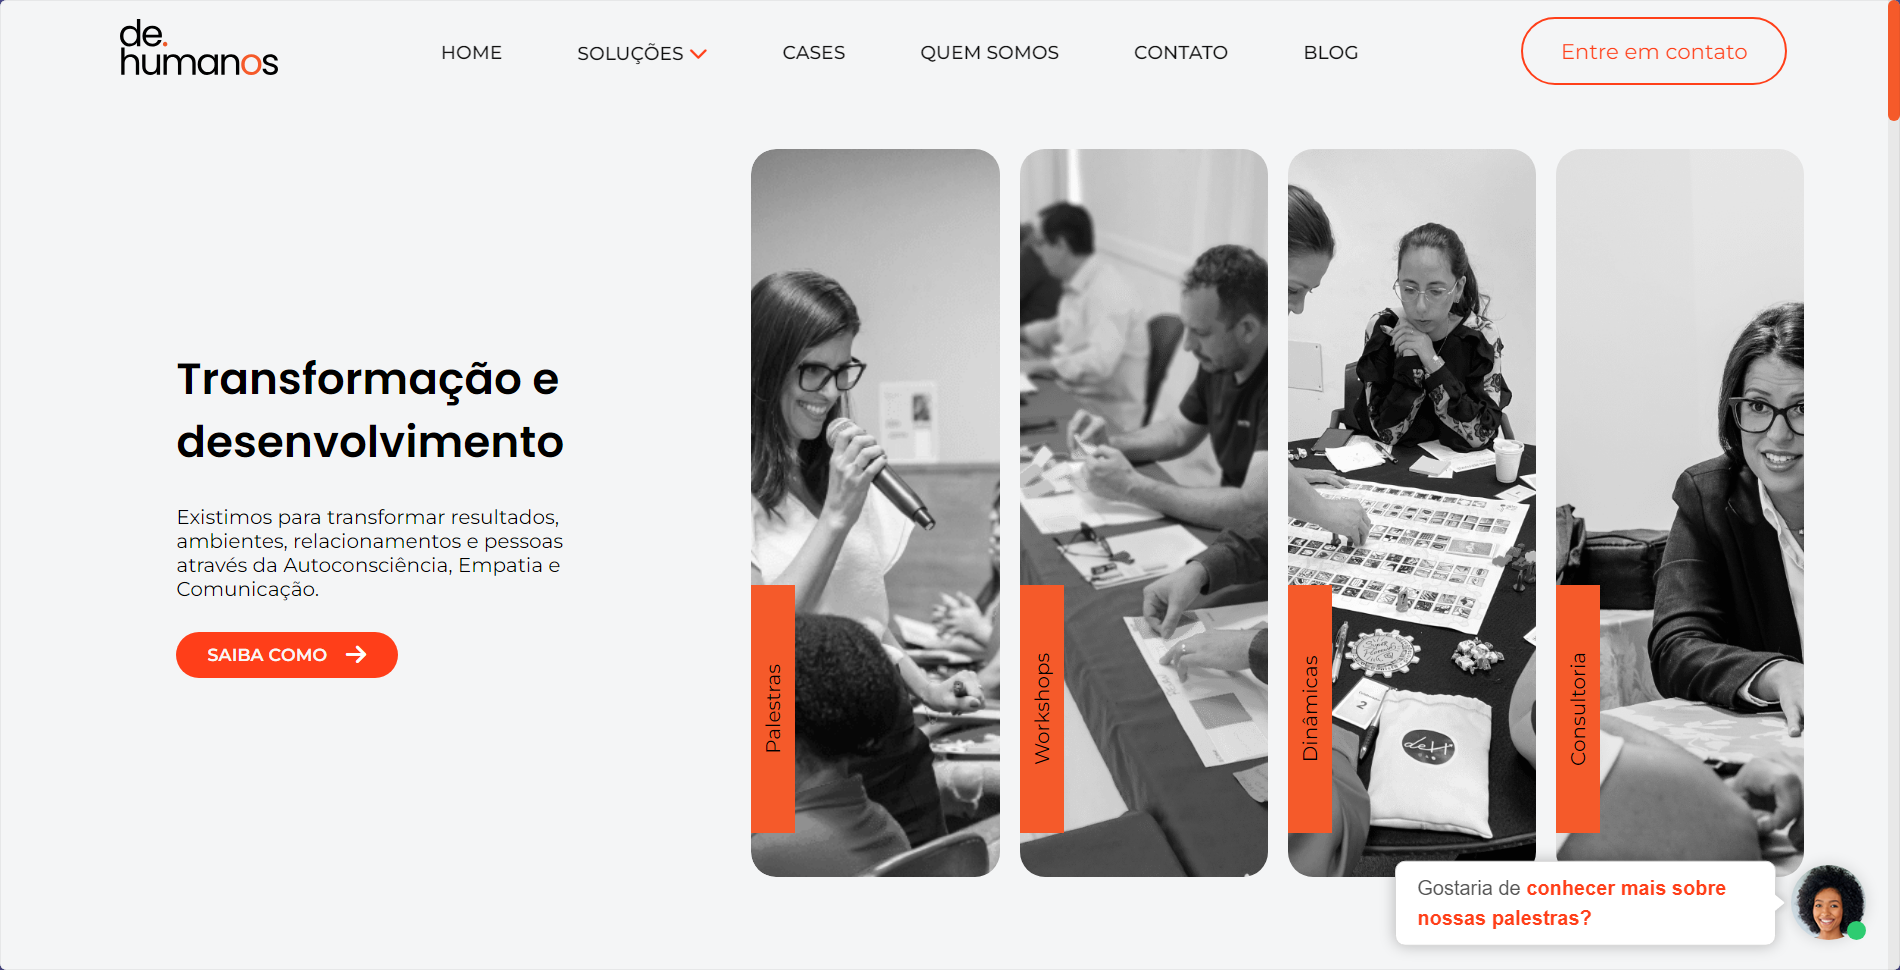 de.
humanos
HOME
SOLUÇÕES
CASES
QUEM SOMOS
CONTATO
BLOG
Entre em contato
Transformação e
desenvolvimento
Existimos para transformar resultados,
ambientes, relacionamentos e pessoas
através da Autoconsciência, Empatia e
Comunicação.
SAIBA COMO
Palestras
Workshops
Dinâmicas
Consultoria
2
deH
Gostaria de conhecer mais sobre
nossas palestras?